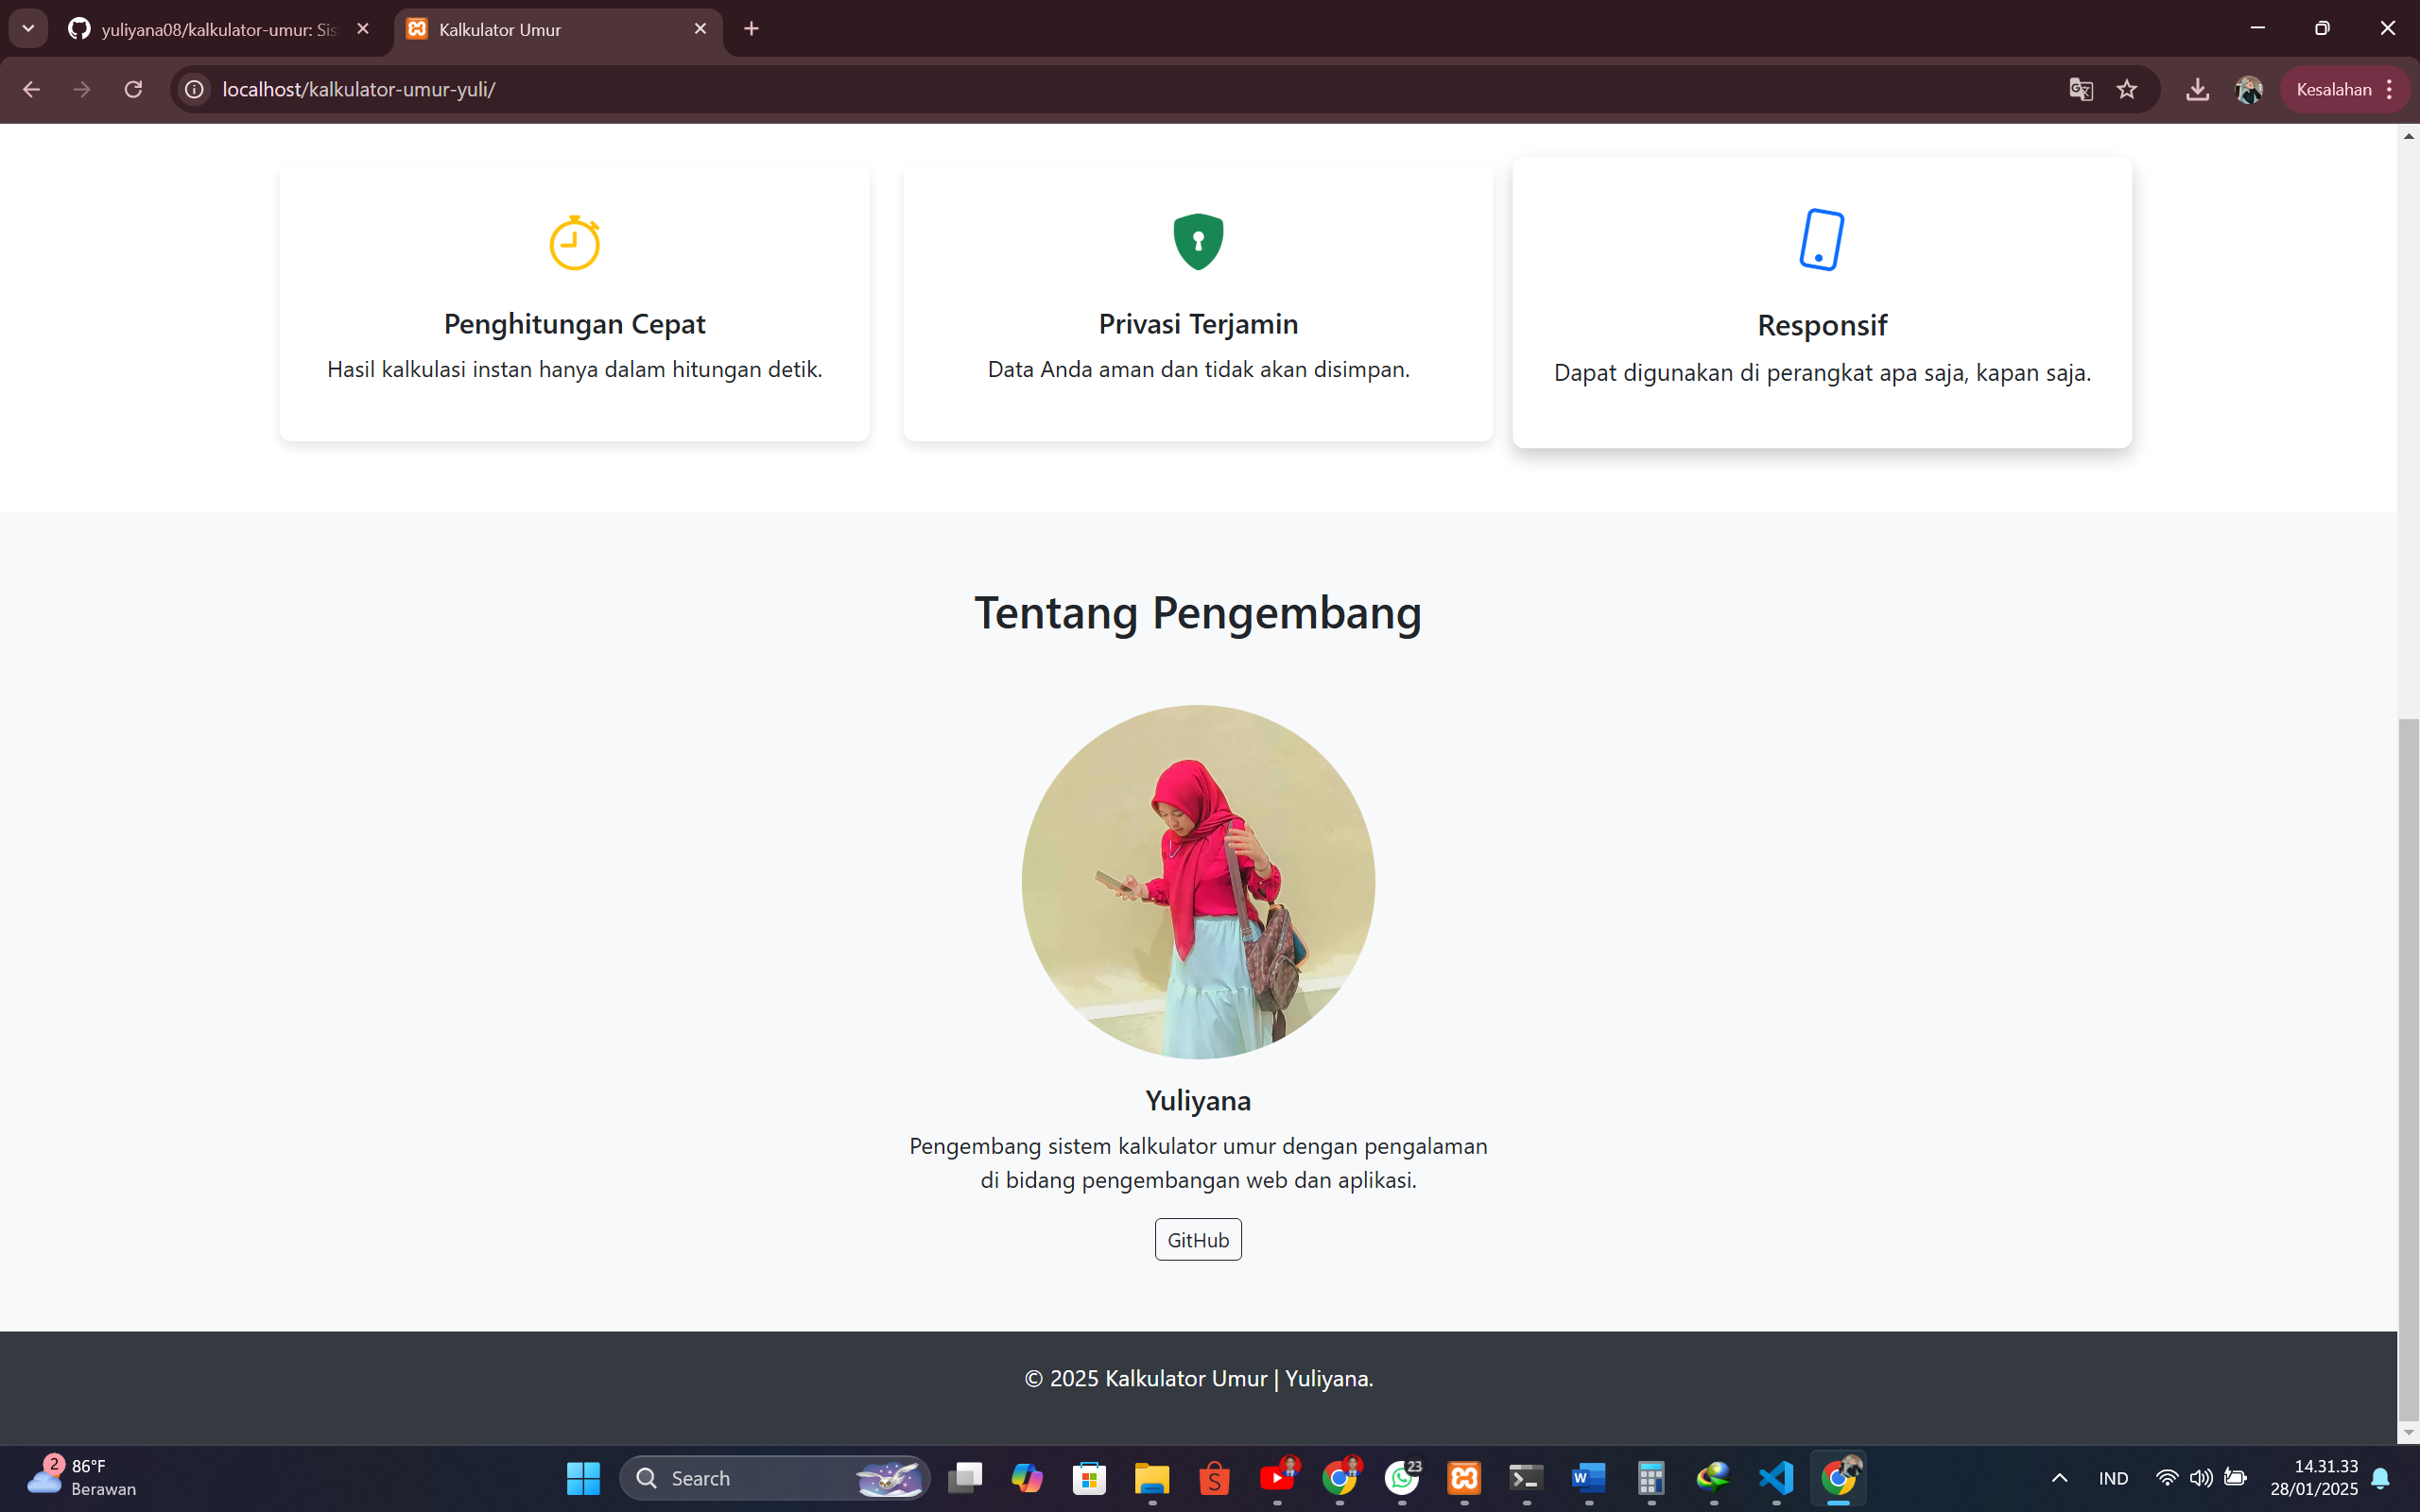 yuliyana08/kalkulator-umur: Sis
Kalkulator Umur
localhost/kalkulator-umur-yuli/
Kesalahan
Penghitungan Cepat
Hasil kalkulasi instan hanya dalam hitungan detik.
Privasi Terjamin
Data Anda aman dan tidak akan disimpan.
Responsif
Dapat digunakan di perangkat apa saja, kapan saja.
Tentang Pengembang
Yuliyana
Pengembang sistem kalkulator umur dengan pengalaman
di bidang pengembangan web dan aplikasi.
GitHub
© 2025 Kalkulator Umur | Yuliyana.
2
86°F
Berawan
Search
23
IND
14.31.33
28/01/2025